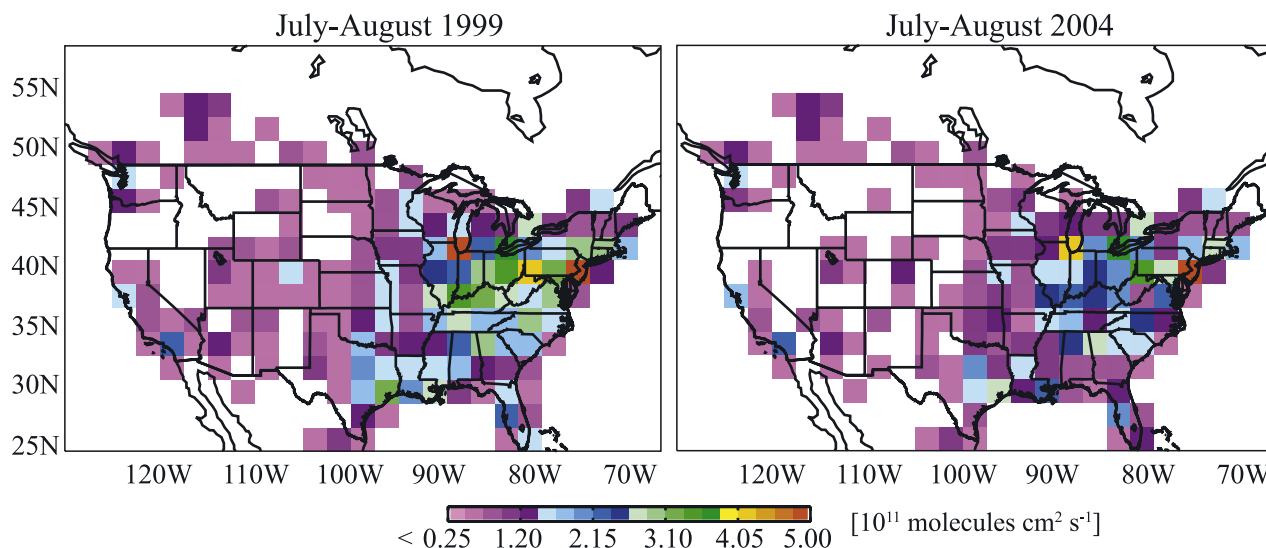 July-August 1999
July-August 2004
55N
50N
45N
40N
35N
30N
25N
120W 110W 100W 90W 80W 70W
120W 110W 100W 90W 80W 70W
< 0.25 1.20 2.15 3.10 4.05 5.00 [10¹¹ molecules cm² s⁻¹]